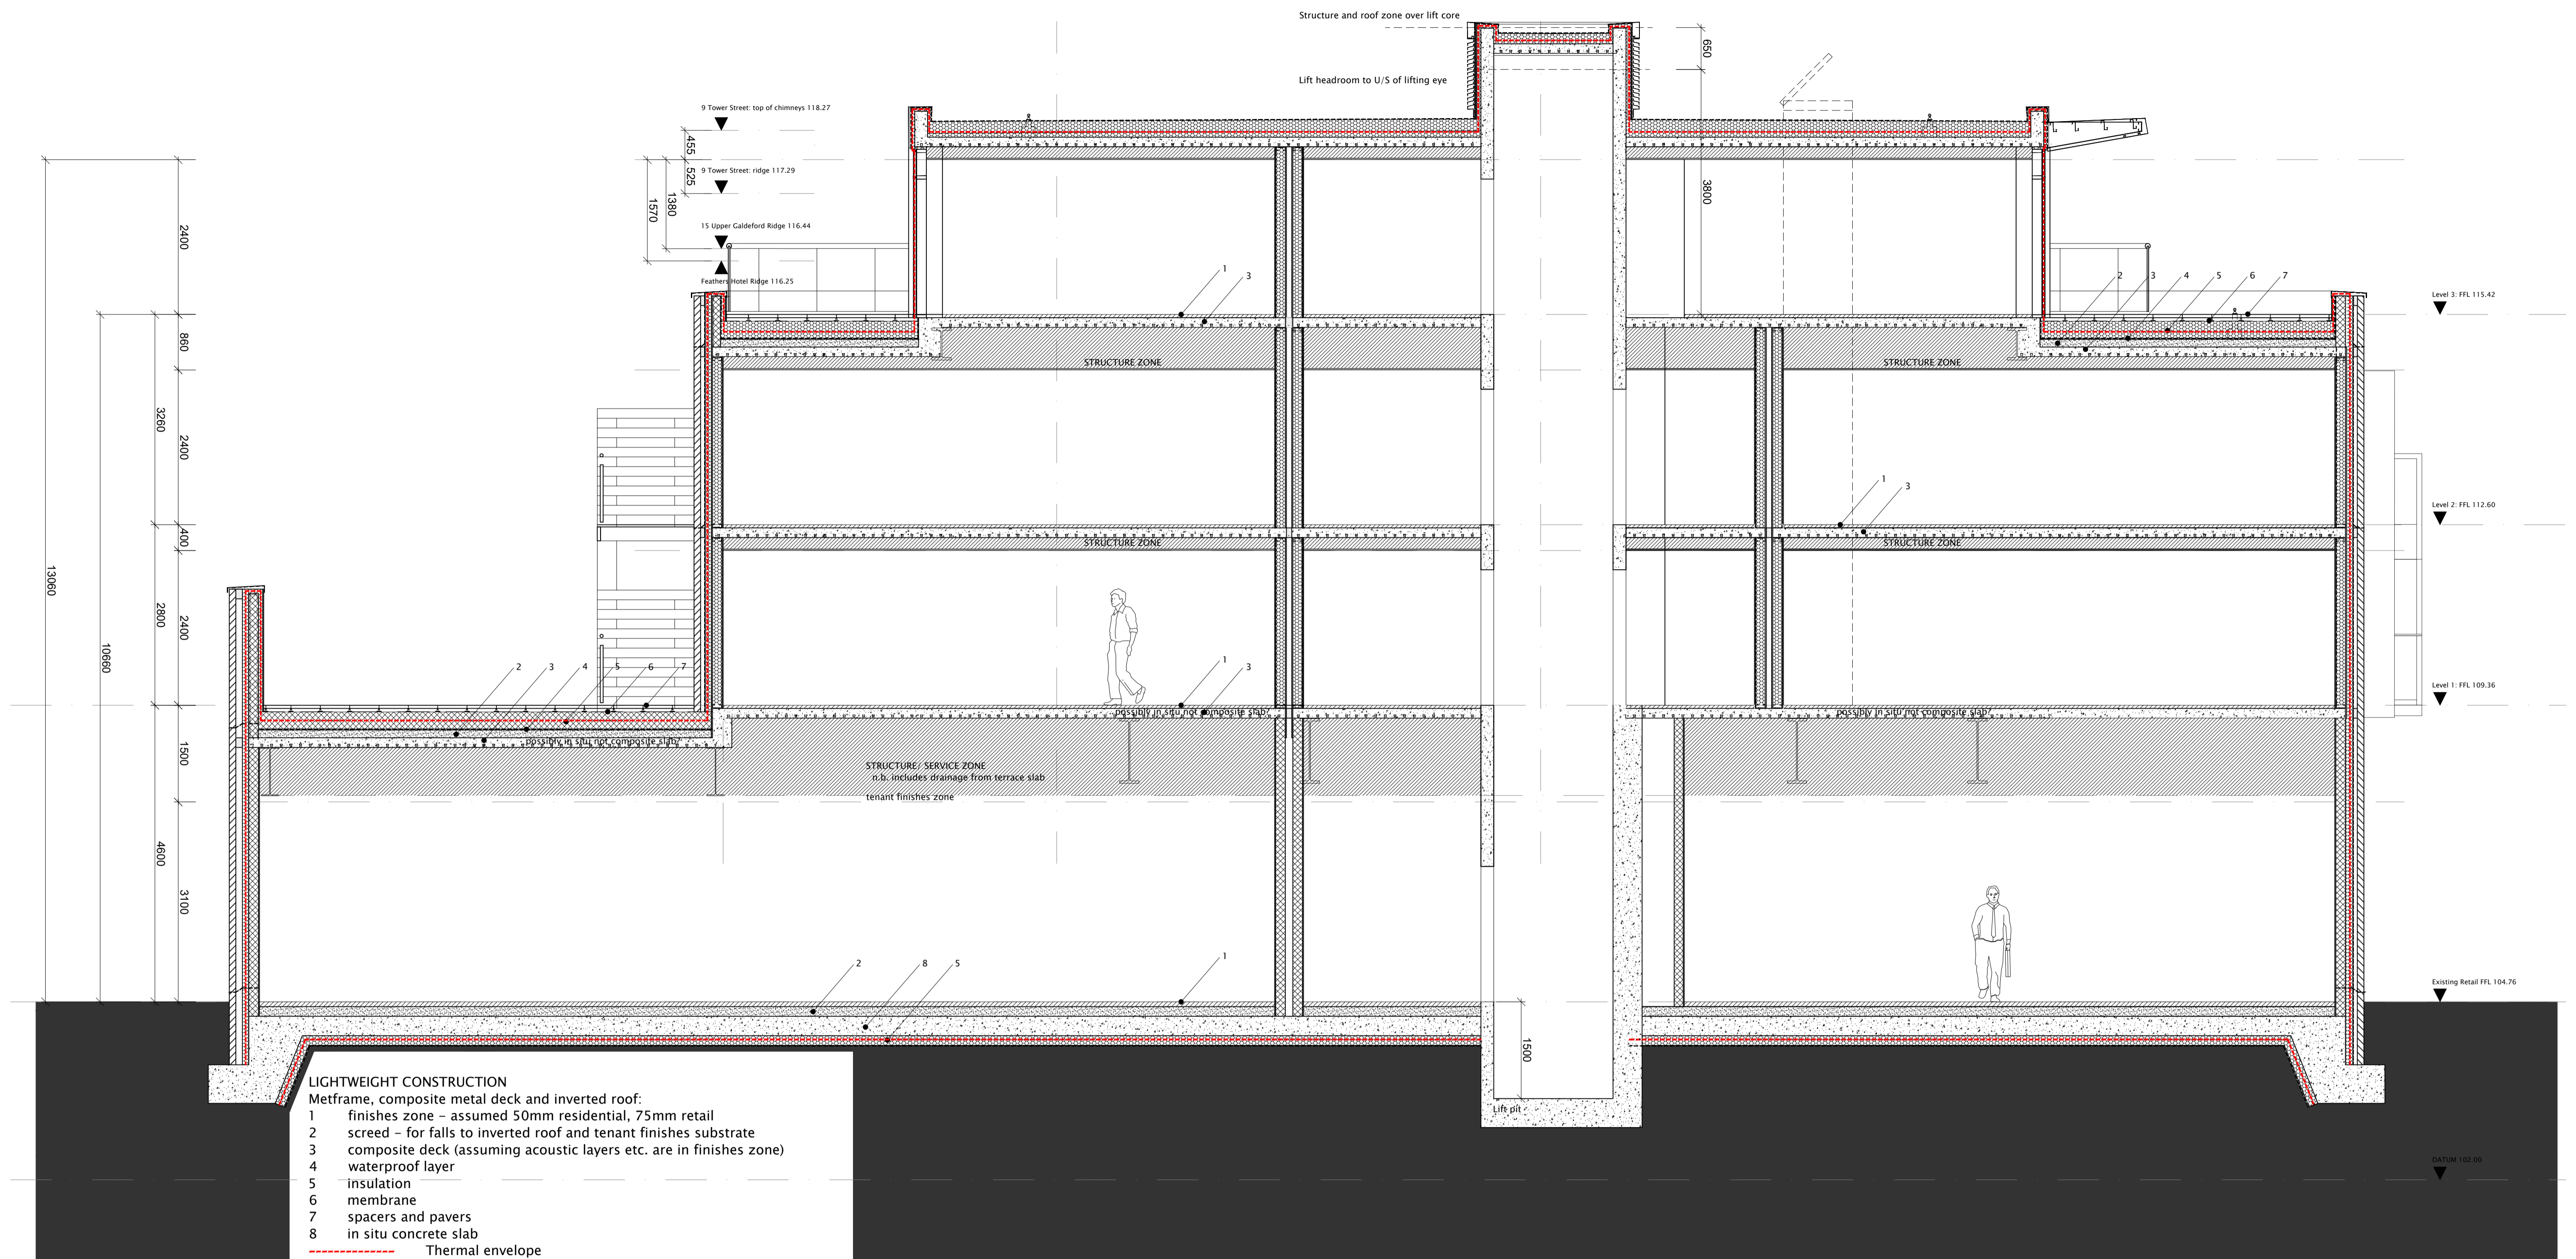 Structure and roof zone over lift core
650
Lift headroom to U/S of lifting eye
9 Tower Street: top of chimneys 118.27
455
9 Tower Street: ridge 117.29
525
1380
1570
3800
15 Upper Galdeford Ridge 116.44
2400
Feathers Hotel Ridge 116.25
1
3
2 3 4 5 6 7
Level 3: FFL 115.42
860
STRUCTURE ZONE
STRUCTURE ZONE
3260
2400
1
3
Level 2: FFL 112.60
400
STRUCTURE ZONE
STRUCTURE ZONE
13060
10660
2800
2400
2 3 4 5 6 7
1
3
Level 1: FFL 109.36
possibly in situ not composite slab?
possibly in situ not composite slab?
possibly in situ not composite slab?
1500
STRUCTURE/ SERVICE ZONE
n.b. includes drainage from terrace slab
tenant finishes zone
4600
3100
2 8 5
1
Existing Retail FFL 104.76
1500
Lift pit
DATUM 102.00
LIGHTWEIGHT CONSTRUCTION
Metframe, composite metal deck and inverted roof:
1 finishes zone – assumed 50mm residential, 75mm retail
2 screed – for falls to inverted roof and tenant finishes substrate
3 composite deck (assuming acoustic layers etc. are in finishes zone)
4 waterproof layer
5 insulation
6 membrane
7 spacers and pavers
8 in situ concrete slab
Thermal envelope